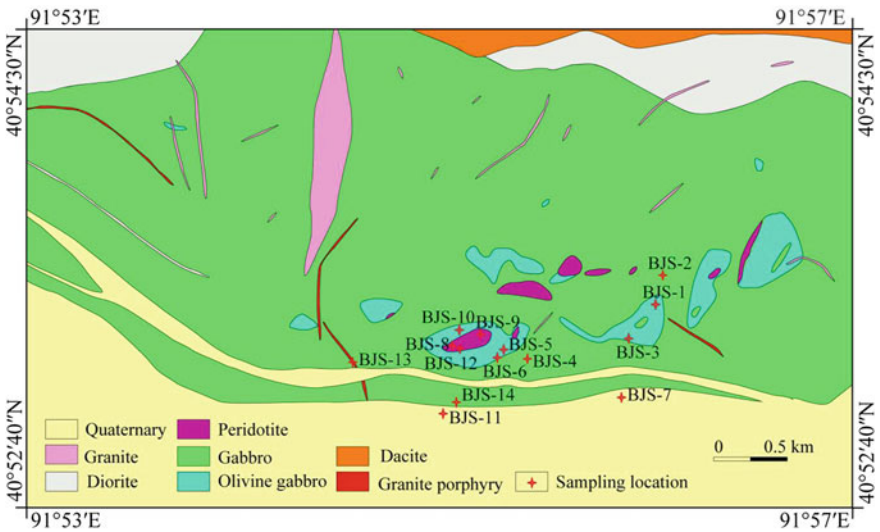 91°53′E
91°57′E
40°54′30″N
40°54′30″N
BJS-2
BJS-1
BJS-10
BJS-9
BJS-8
BJS-5
BJS-3
BJS-13
BJS-12
BJS-4
BJS-6
BJS-14
BJS-7
BJS-11
40°52′40″N
40°52′40″N
Quaternary
Peridotite
Granite
Gabbro
Dacite
0 0.5 km
Diorite
Olivine gabbro
Granite porphyry
Sampling location
91°53′E
91°57′E